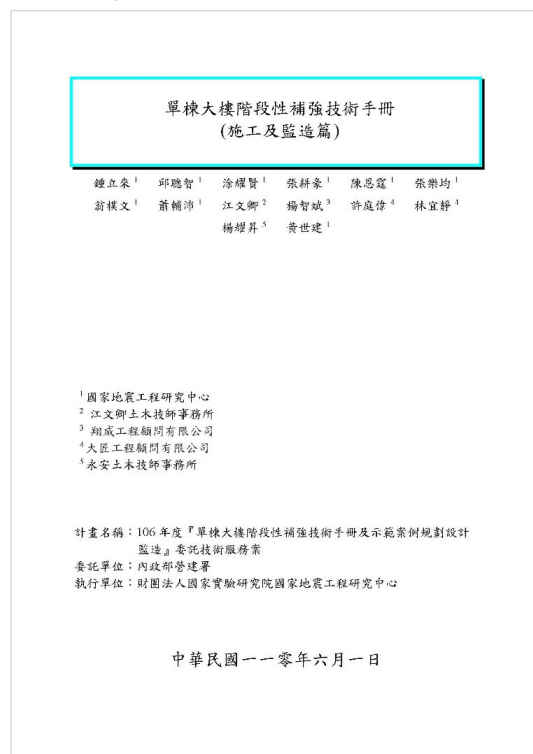 單棟大樓階段性補強技術手冊
(施工及監造篇)
鍾立來¹ 邱聰智¹ 涂耀賢¹ 張耕豪¹ 陳恩霆¹ 張樂均¹
翁樸文¹ 蕭輔沛¹ 江文卿² 楊智斌³ 許庭偉⁴ 林宜靜⁴
楊耀昇⁵ 黃世建¹
¹ 國家地震工程研究中心
² 江文卿土木技師事務所
³ 翔威工程顧問有限公司
⁴ 大匠工程顧問有限公司
⁵ 永安土木技師事務所
計畫名稱:106 年度『單棟大樓階段性補強技術手冊及示範案例規劃設計
監造』委託技術服務案
委託單位:內政部營建署
執行單位:財團法人國家實驗研究院國家地震工程研究中心
中華民國一一零年六月一日